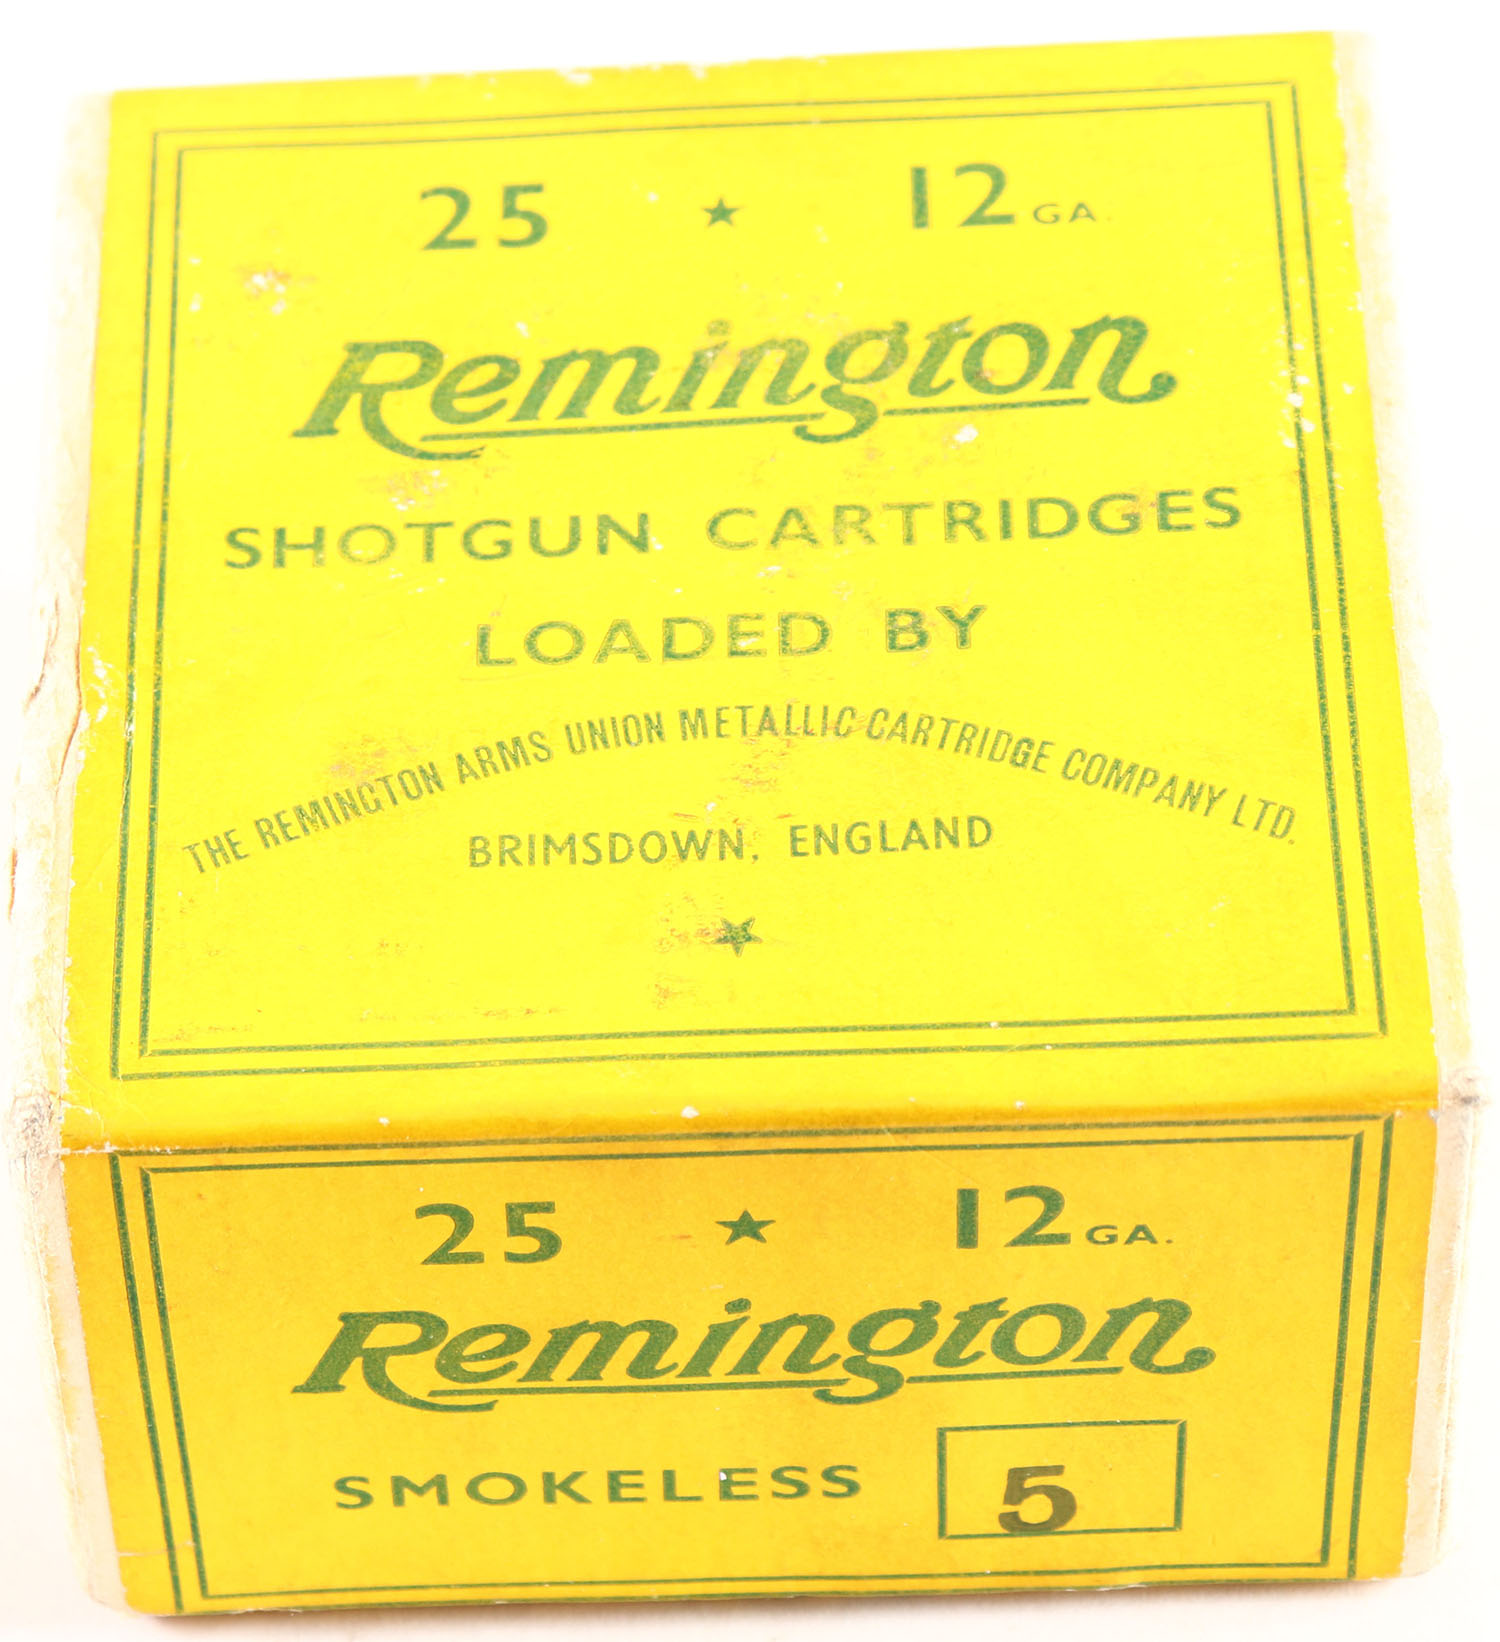 25 ★ 12 GA.
Remington
SHOTGUN CARTRIDGES
LOADED BY
THE REMINGTON ARMS UNION METALLIC CARTRIDGE COMPANY LTD.
BRIMSDOWN, ENGLAND
★
25 ★ 12 GA.
Remington
SMOKELESS 5